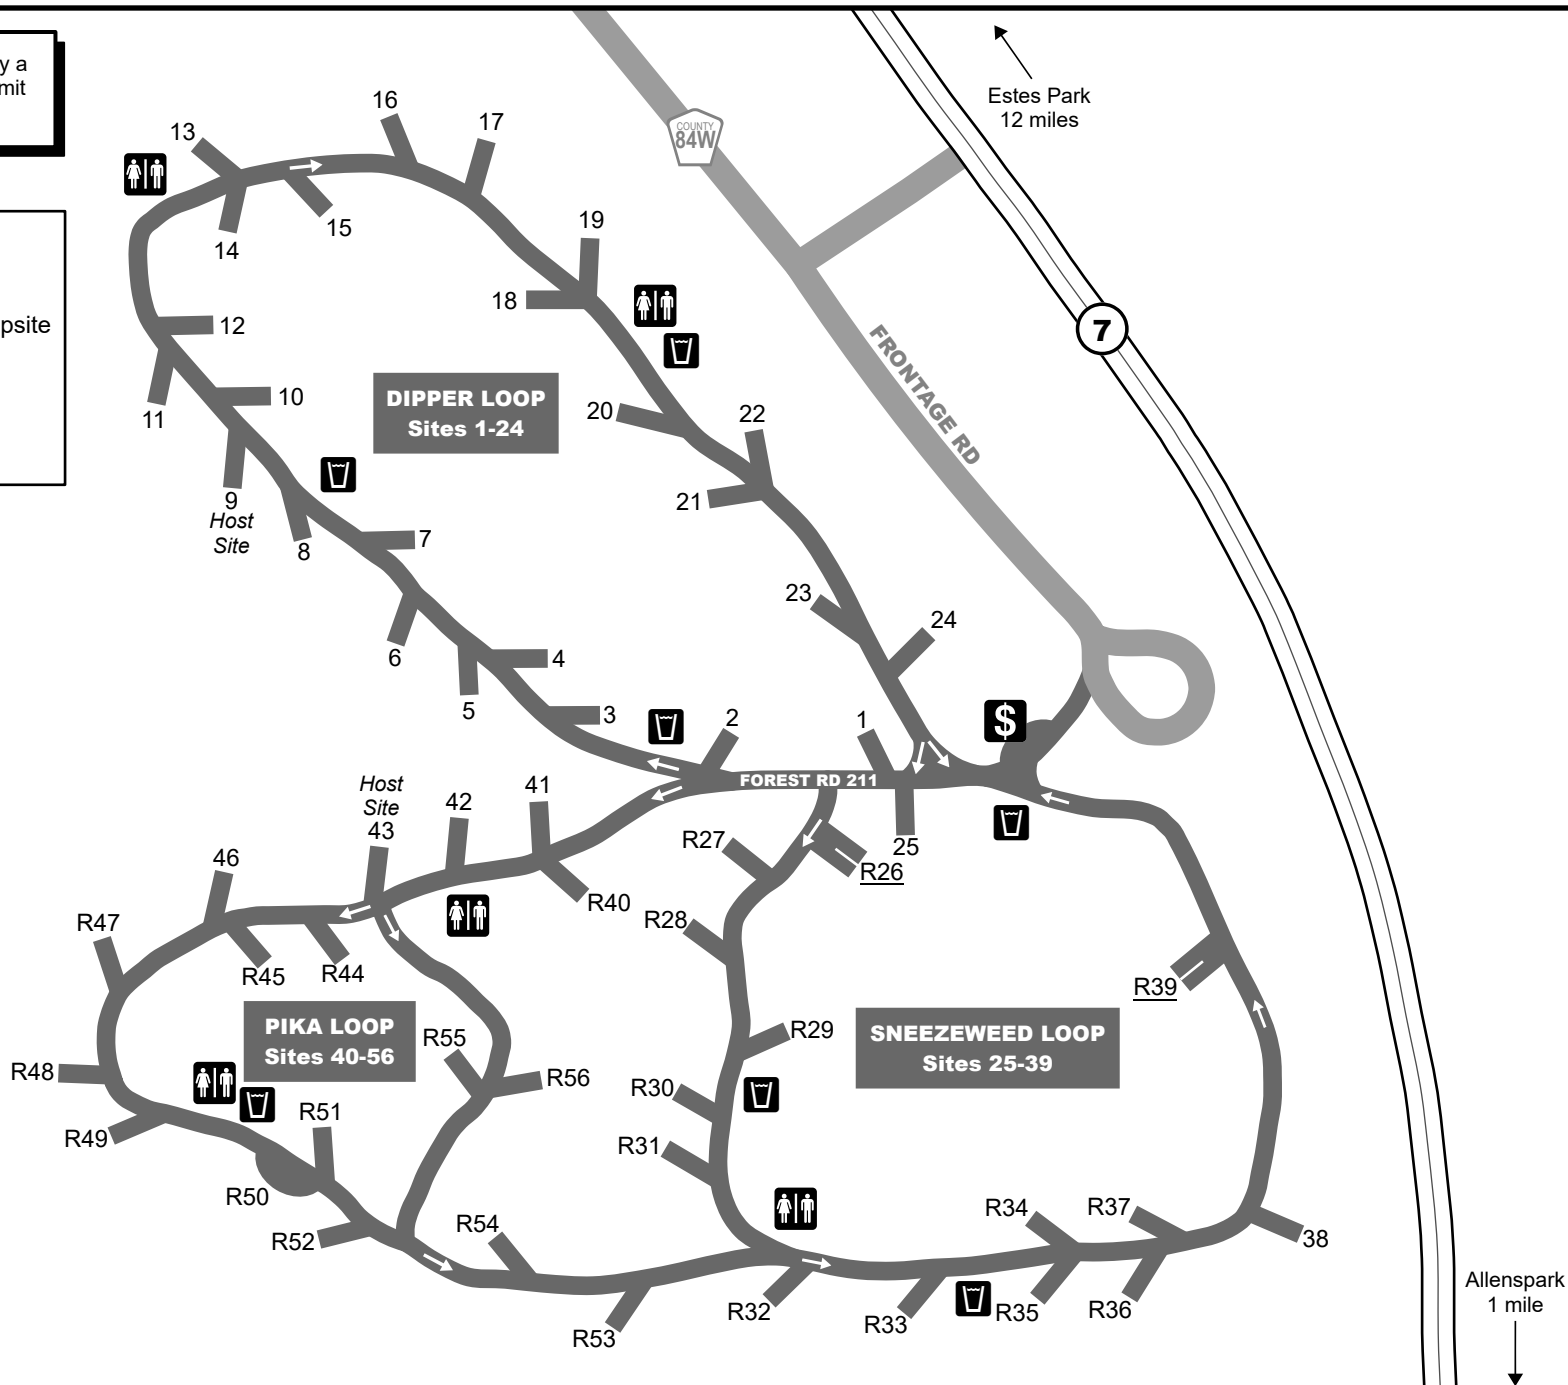 y a
mit
psite
Estes Park
12 miles
COUNTY
84W
7
FRONTAGE RD
16
17
13
14
15
19
18
12
11
10
DIPPER LOOP
Sites 1-24
20
22
21
9
Host
Site
8
7
23
24
6
4
5
3
2
1
$
FOREST RD 211
Host
Site
43
42
41
25
R27
R26
46
R40
R28
R47
R45
R44
R39
PIKA LOOP
Sites 40-56
R55
R56
R29
SNEEZEWEED LOOP
Sites 25-39
R48
R30
R49
R51
R31
R50
R52
R54
R34
R37
38
R53
R32
R33
R35
R36
Allenspark
1 mile